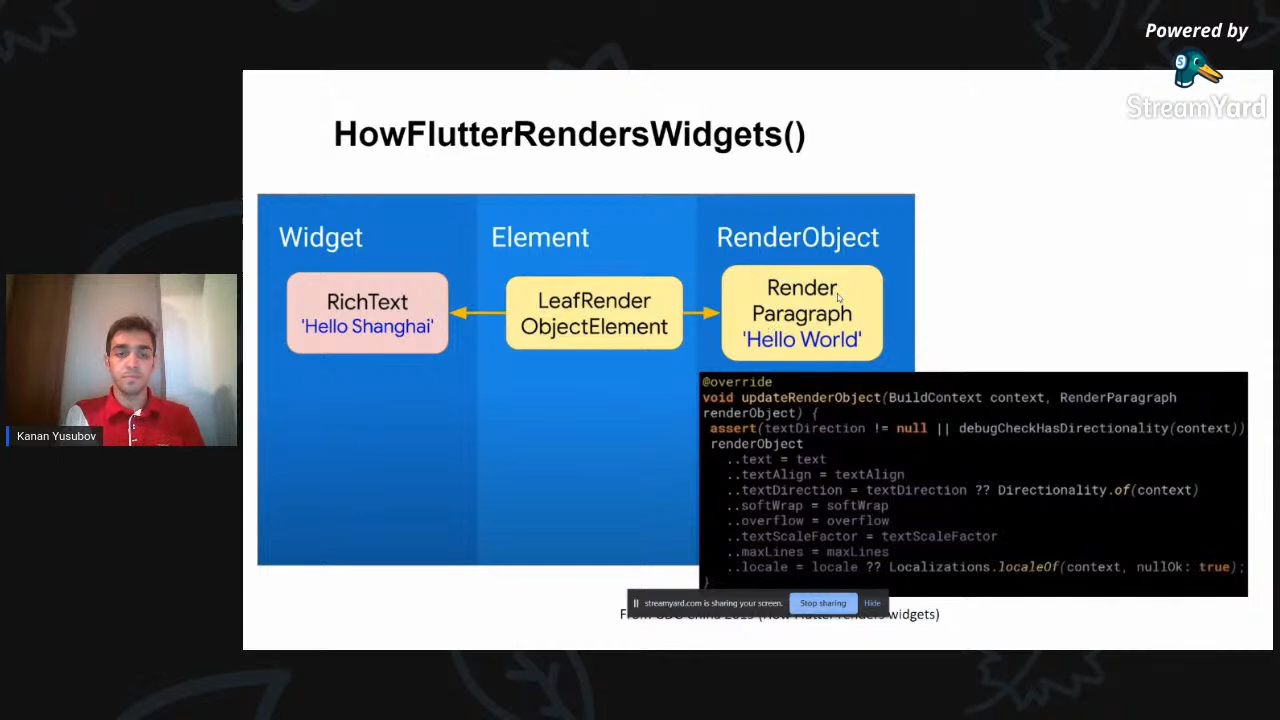 Powered by
StreamYard
HowFlutterRendersWidgets()
Widget
Element
RenderObject
RichText
'Hello Shanghai'
LeafRender
ObjectElement
Render
Paragraph
'Hello World'
@override
void updateRenderObject(BuildContext context, RenderParagraph
renderObject) {
assert(textDirection != null || debugCheckHasDirectionality(context))
renderObject
..text = text
..textAlign = textAlign
..textDirection = textDirection ?? Directionality.of(context)
..softWrap = softWrap
..overflow = overflow
..textScaleFactor = textScaleFactor
..maxLines = maxLines
..locale = locale ?? Localizations.localeOf(context, nullOk: true);
}
streamyard.com is sharing your screen.
Stop sharing
Hide
widgets)
Kanan Yusubov